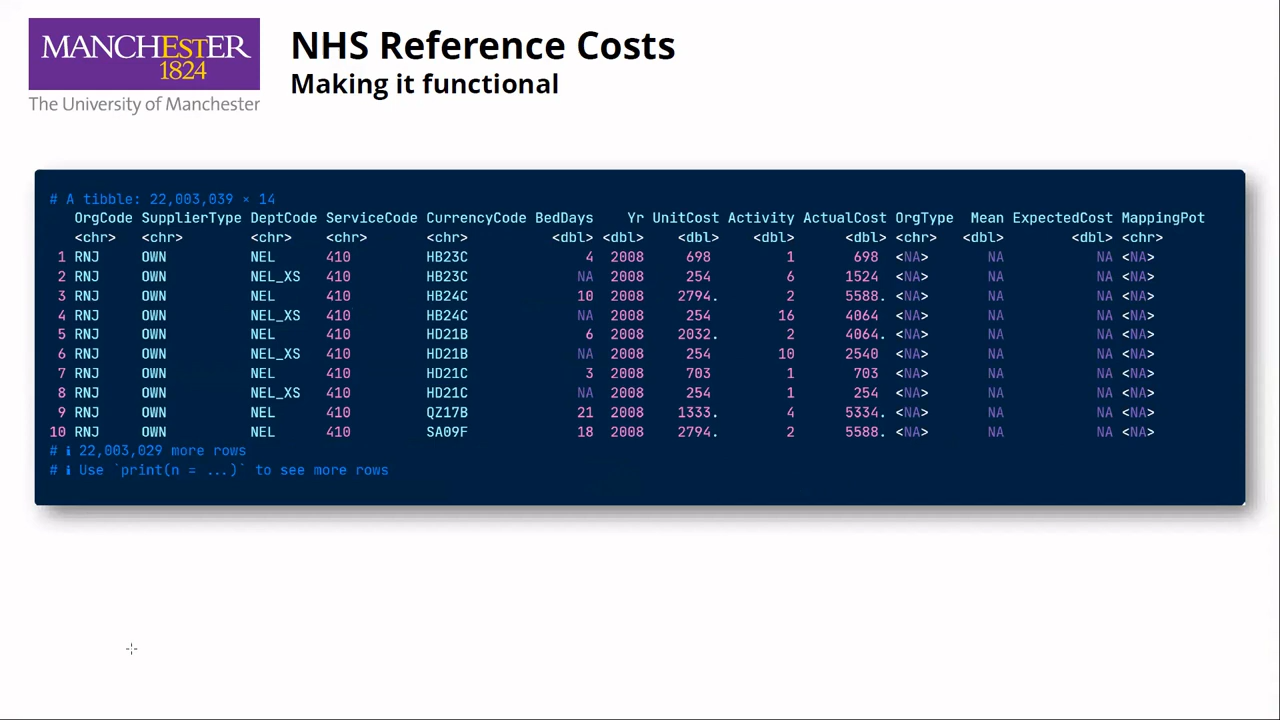 MANCHESTER
1824
The University of Manchester
NHS Reference Costs
Making it functional
# A tibble: 22,003,039 × 14
OrgCode SupplierType DeptCode ServiceCode CurrencyCode BedDays Yr UnitCost Activity ActualCost OrgType Mean ExpectedCost MappingPot
<chr> <chr> <chr> <chr> <chr> <dbl> <dbl> <dbl> <dbl> <dbl> <chr> <dbl> <dbl> <chr>
1 RNJ OWN NEL 410 HB23C 4 2008 698 1 698 <NA> NA NA <NA>
2 RNJ OWN NEL_XS 410 HB23C NA 2008 254 6 1524 <NA> NA NA <NA>
3 RNJ OWN NEL 410 HB24C 10 2008 2794. 2 5588. <NA> NA NA <NA>
4 RNJ OWN NEL_XS 410 HB24C NA 2008 254 16 4064 <NA> NA NA <NA>
5 RNJ OWN NEL 410 HD21B 6 2008 2032. 2 4064. <NA> NA NA <NA>
6 RNJ OWN NEL_XS 410 HD21B NA 2008 254 10 2540 <NA> NA NA <NA>
7 RNJ OWN NEL 410 HD21C 3 2008 703 1 703 <NA> NA NA <NA>
8 RNJ OWN NEL_XS 410 HD21C NA 2008 254 1 254 <NA> NA NA <NA>
9 RNJ OWN NEL 410 QZ17B 21 2008 1333. 4 5334. <NA> NA NA <NA>
10 RNJ OWN NEL 410 SA09F 18 2008 2794. 2 5588. <NA> NA NA <NA>
# ℹ 22,003,029 more rows
# ℹ Use `print(n = ...)` to see more rows